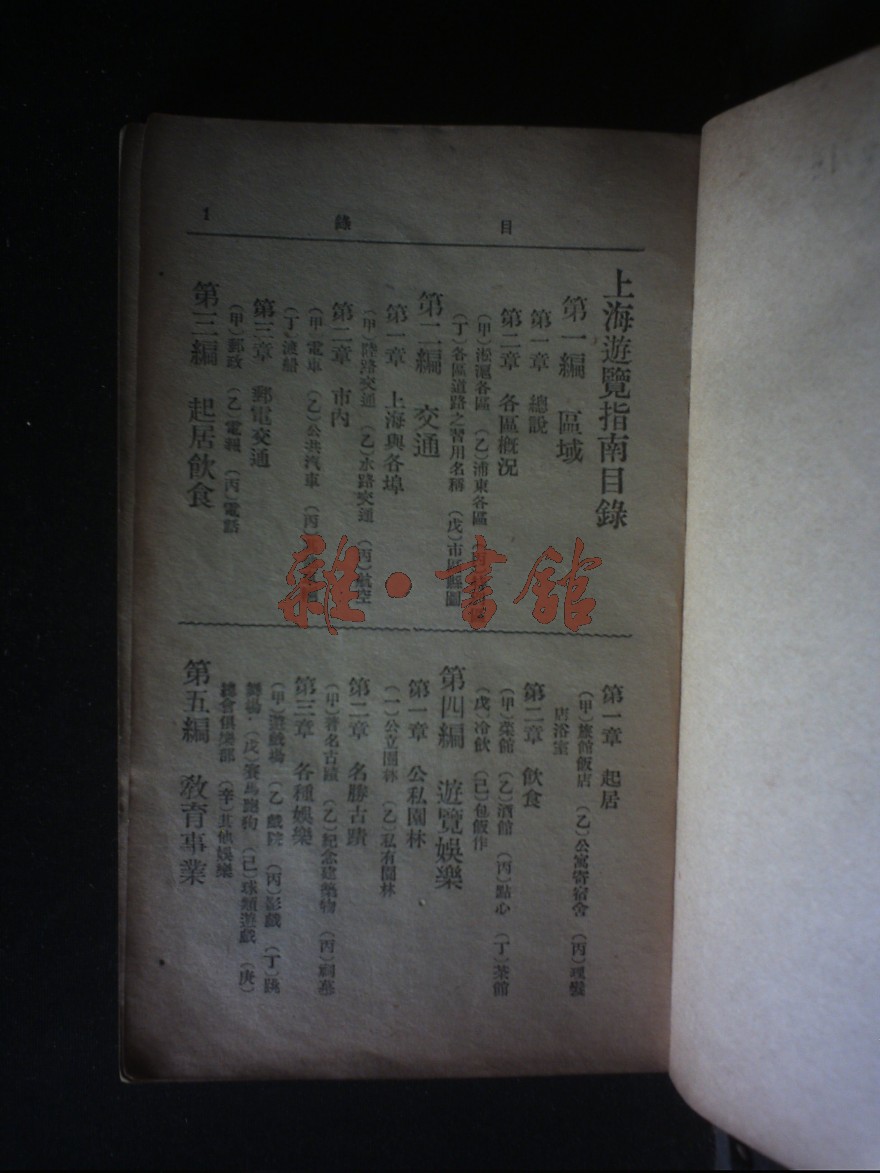 目錄
1
上海遊覽指南目錄
第一編 區域
第一章 總說
第二章 各區概况
(甲)淞滬各區 (乙)浦東各區 (丙)
(丁)各區道路之習用名稱 (戊)市區經圖
第二編 交通
第一章 上海與各埠
(甲)陸路交通 (乙)水路交通 (丙)航空
第二章 市內
(甲)電車 (乙)公共汽車 (丙)
(丁)渡船
第三章 郵電交通
(甲)郵政 (乙)電報 (丙)電話
第三編 起居飲食
第一章 起居
(甲)旅館飯店 (乙)公寓寄宿舍 (丙)理髮
店浴室
第二章 飲食
(甲)菜館 (乙)酒館 (丙)點心 (丁)茶館
(戊)冷飲 (己)包飯作
第四編 遊覽娛樂
第一章 公私園林
(一)公立園林 (乙)私有園林
第二章 名勝古蹟
(甲)著名古蹟 (乙)紀念建築物 (丙)祠墓
第三章 各種娛樂
(甲)遊戲場 (乙)戲院 (丙)影戲 (丁)跳
舞場 (戊)賽馬跑狗 (己)球類遊戲 (庚)
總會俱樂部 (辛)其他娛樂
第五編 敎育事業
雜·書館